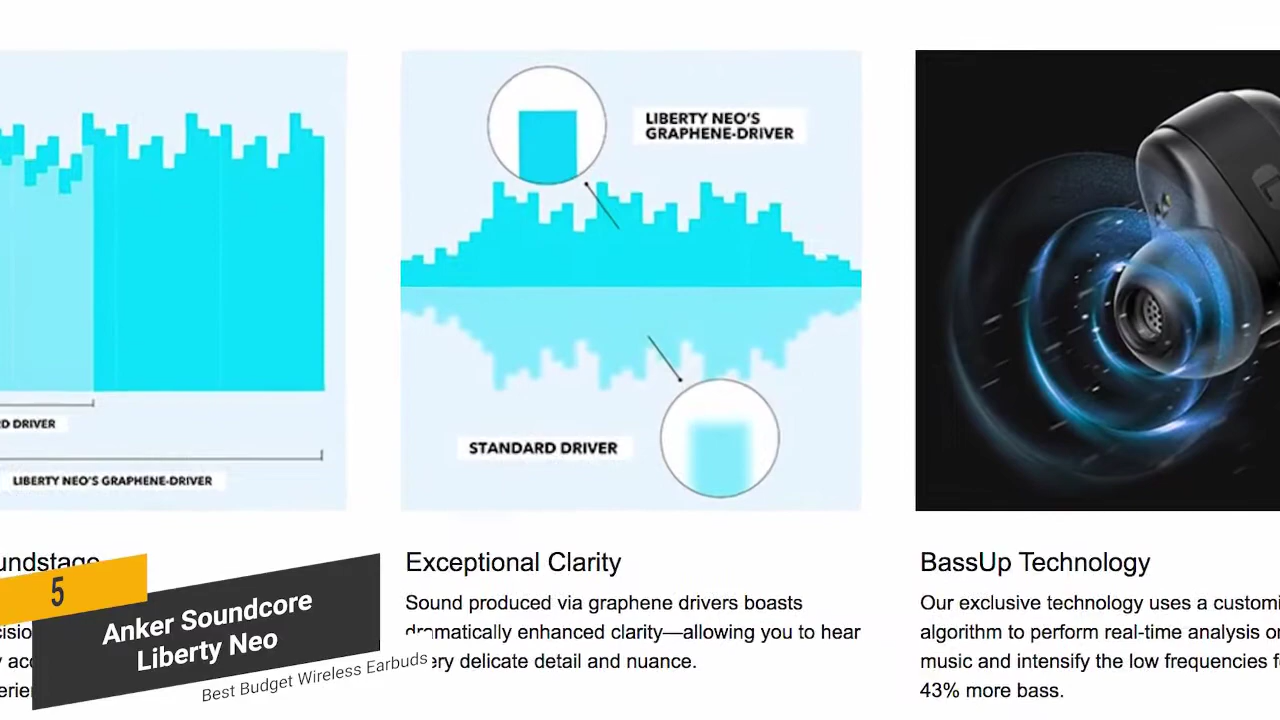 LIBERTY NEO'S
GRAPHENE-DRIVER
STANDARD DRIVER
DRIVER
LIBERTY NEO'S GRAPHENE-DRIVER
5
Anker Soundcore
Liberty Neo
Best Budget Wireless Earbuds
Exceptional Clarity
Sound produced via graphene drivers boasts
dramatically enhanced clarity—allowing you to hear
every delicate detail and nuance.
BassUp Technology
Our exclusive technology uses a
algorithm to perform real-time analysis
music and intensify the low frequencies
43% more bass.